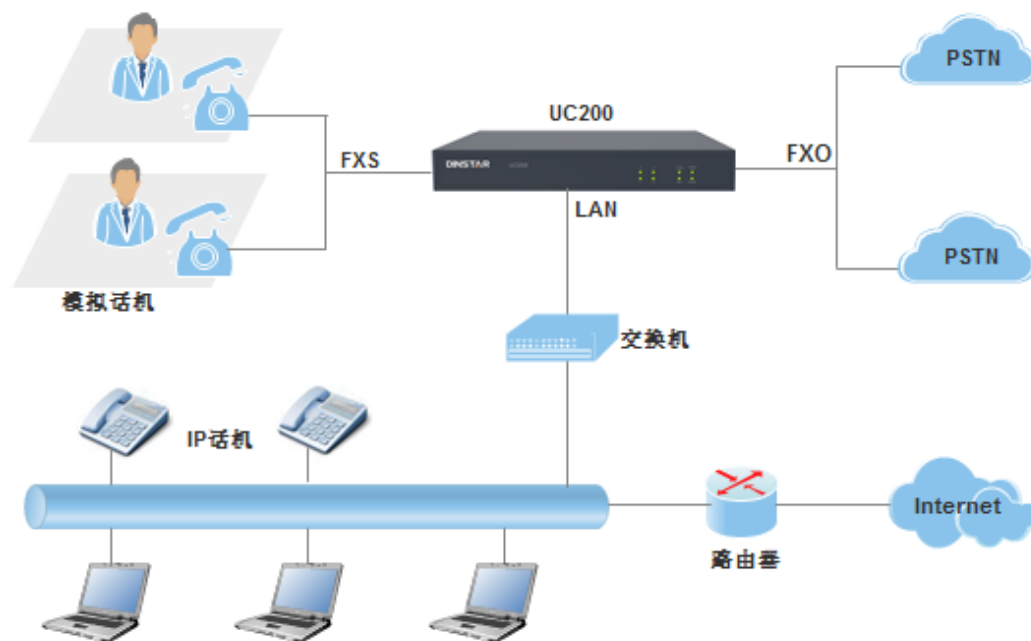 PSTN
UC200
FXS
DINSTAR
FXO
LAN
PSTN
模拟话机
交换机
IP话机
Internet
路由器